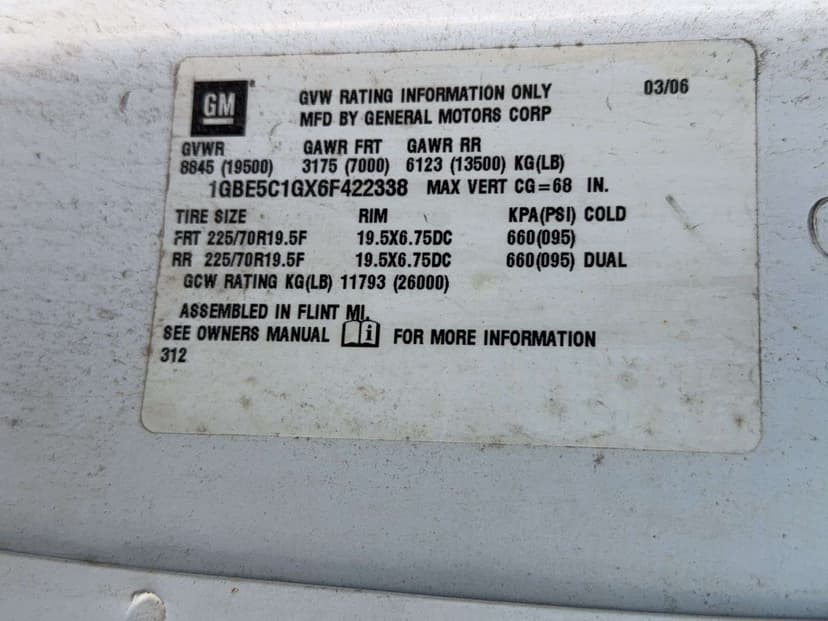 GM ® GVW RATING INFORMATION ONLY 03/06
MFD BY GENERAL MOTORS CORP
GVWR GAWR FRT GAWR RR
8845 (19500) 3175 (7000) 6123 (13500) KG(LB)
1GBE5C1GX6F422338 MAX VERT CG=68 IN.
TIRE SIZE RIM KPA(PSI) COLD
FRT 225/70R19.5F 19.5X6.75DC 660(095)
RR 225/70R19.5F 19.5X6.75DC 660(095) DUAL
GCW RATING KG(LB) 11793 (26000)
ASSEMBLED IN FLINT MI.
SEE OWNERS MANUAL i FOR MORE INFORMATION
312